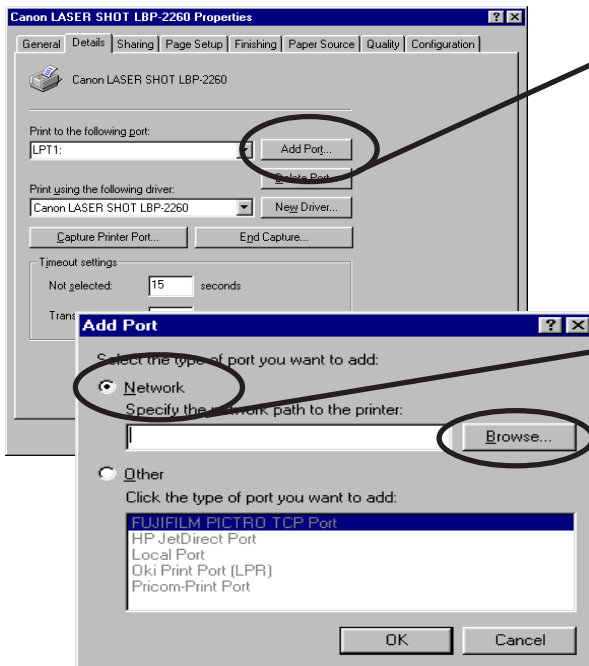 Canon LASER SHOT LBP-2260 Properties
General Details Sharing Page Setup Finishing Paper Source Quality Configuration
Canon LASER SHOT LBP-2260
Print to the following port:
LPT1: Add Port...
Delete Port...
Print using the following driver:
Canon LASER SHOT LBP-2260 New Driver...
Capture Printer Port... End Capture...
Timeout settings
Not selected: 15 seconds
Add Port
Select the type of port you want to add:
Network
Specify the network path to the printer:
Browse...
Other
Click the type of port you want to add:
FUJIFILM PICTRO TCP Port
HP JetDirect Port
Local Port
Oki Print Port (LPR)
Pricom-Print Port
OK Cancel